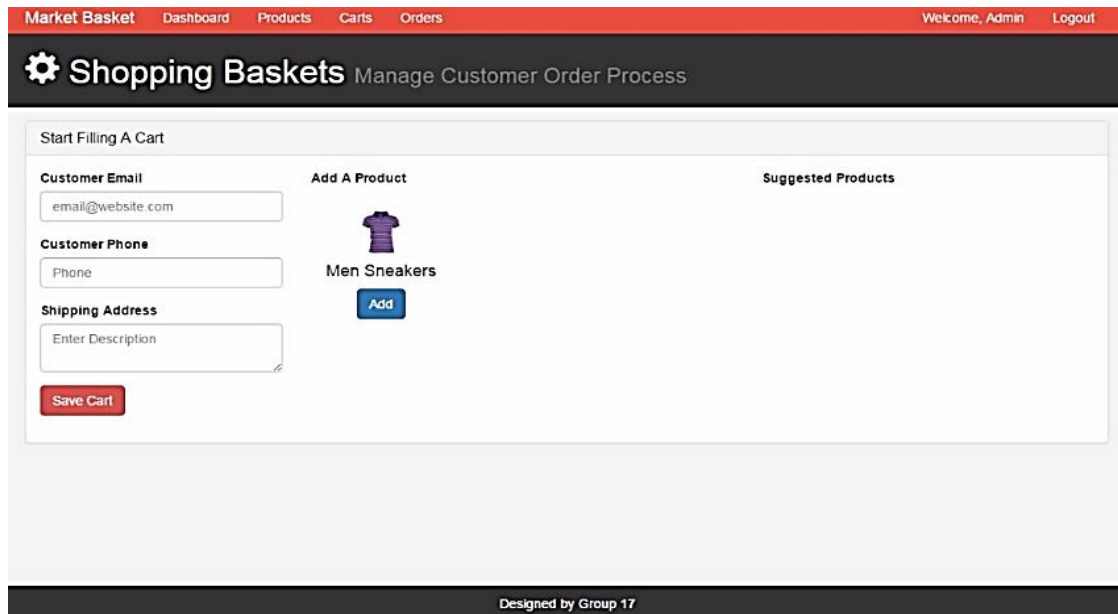 Market Basket Dashboard Products Carts Orders Welcome, Admin Logout
Shopping Baskets Manage Customer Order Process
Start Filling A Cart
Customer Email
email@website.com
Customer Phone
Phone
Shipping Address
Enter Description
Save Cart
Add A Product
Men Sneakers
Add
Suggested Products
Designed by Group 17